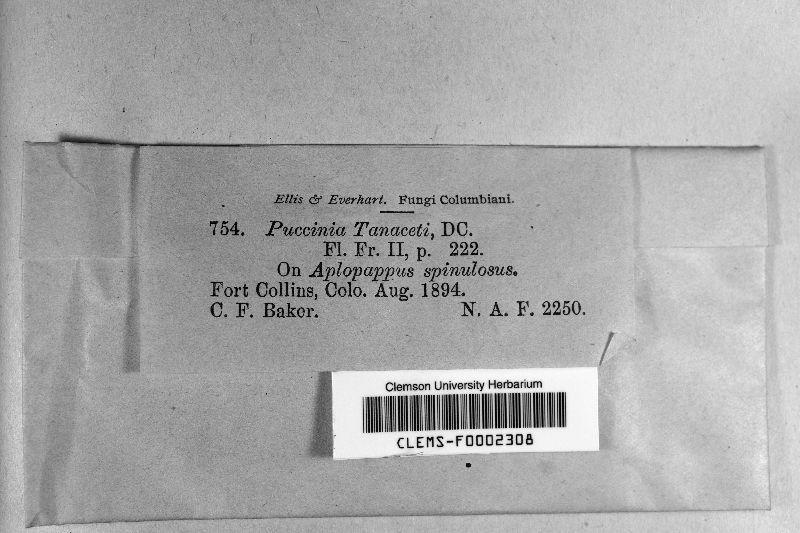 Ellis & Everhart. Fungi Columbiani.
754. Puccinia Tanaceti, DC.
Fl. Fr. II, p. 222.
On Aplopappus spinulosus.
Fort Collins, Colo. Aug. 1894.
C. F. Baker. N. A. F. 2250.
Clemson University Herbarium
CLEMS-F0002308